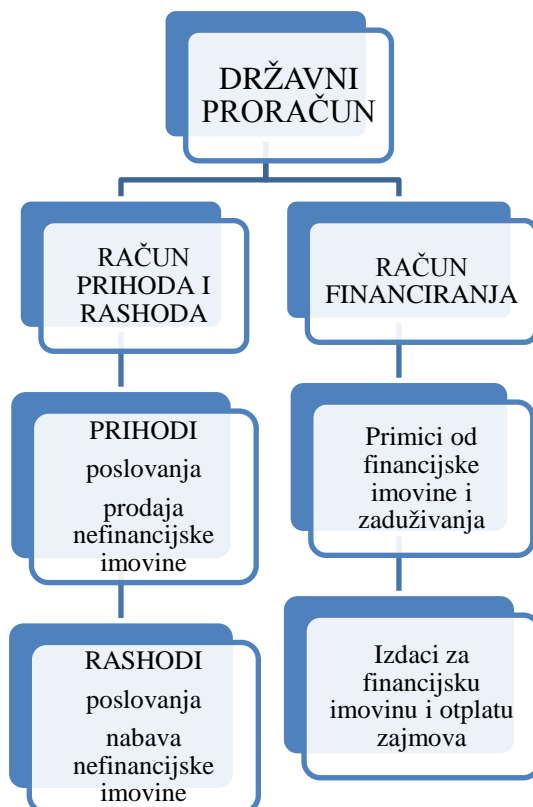 DRŽAVNI
PRORAČUN
RAČUN
PRIHODA I
RASHODA
RAČUN
FINANCIRANJA
PRIHODI
poslovanja
prodaja
nefinancijske
imovine
Primici od
financijske
imovine i
zaduživanja
RASHODI
poslovanja
nabava
nefinancijske
imovine
Izdaci za
financijsku
imovinu i otplatu
zajmova